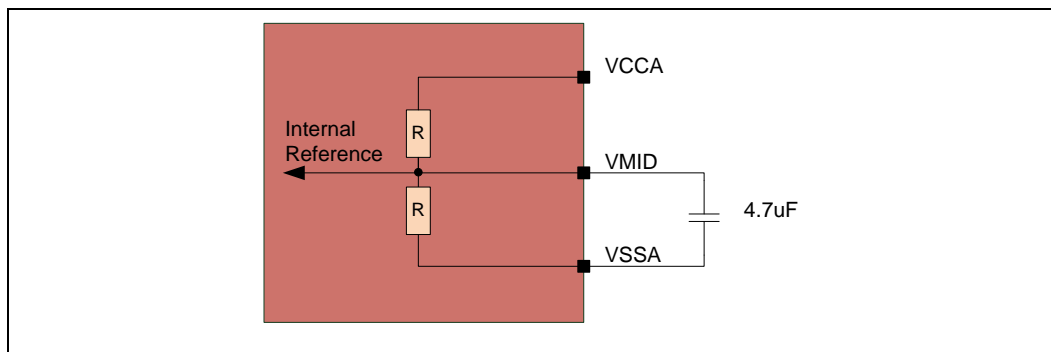 VCCA
R
Internal
Reference
VMID
R
4.7uF
VSSA